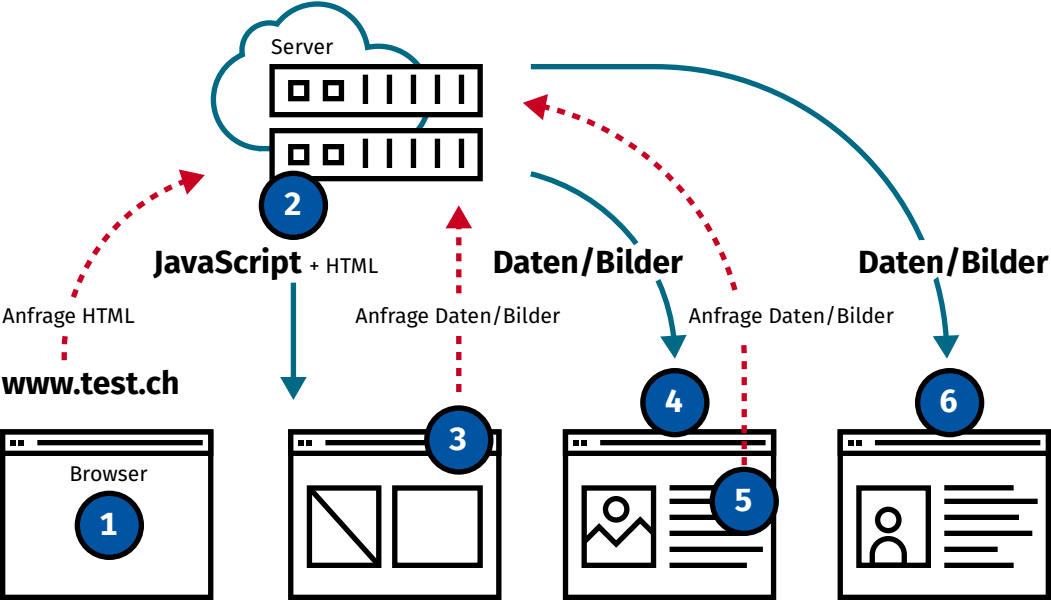 Server
2
JavaScript + HTML
Daten/Bilder
Daten/Bilder
Anfrage HTML
Anfrage Daten/Bilder
Anfrage Daten/Bilder
www.test.ch
4
6
3
Browser
1
5